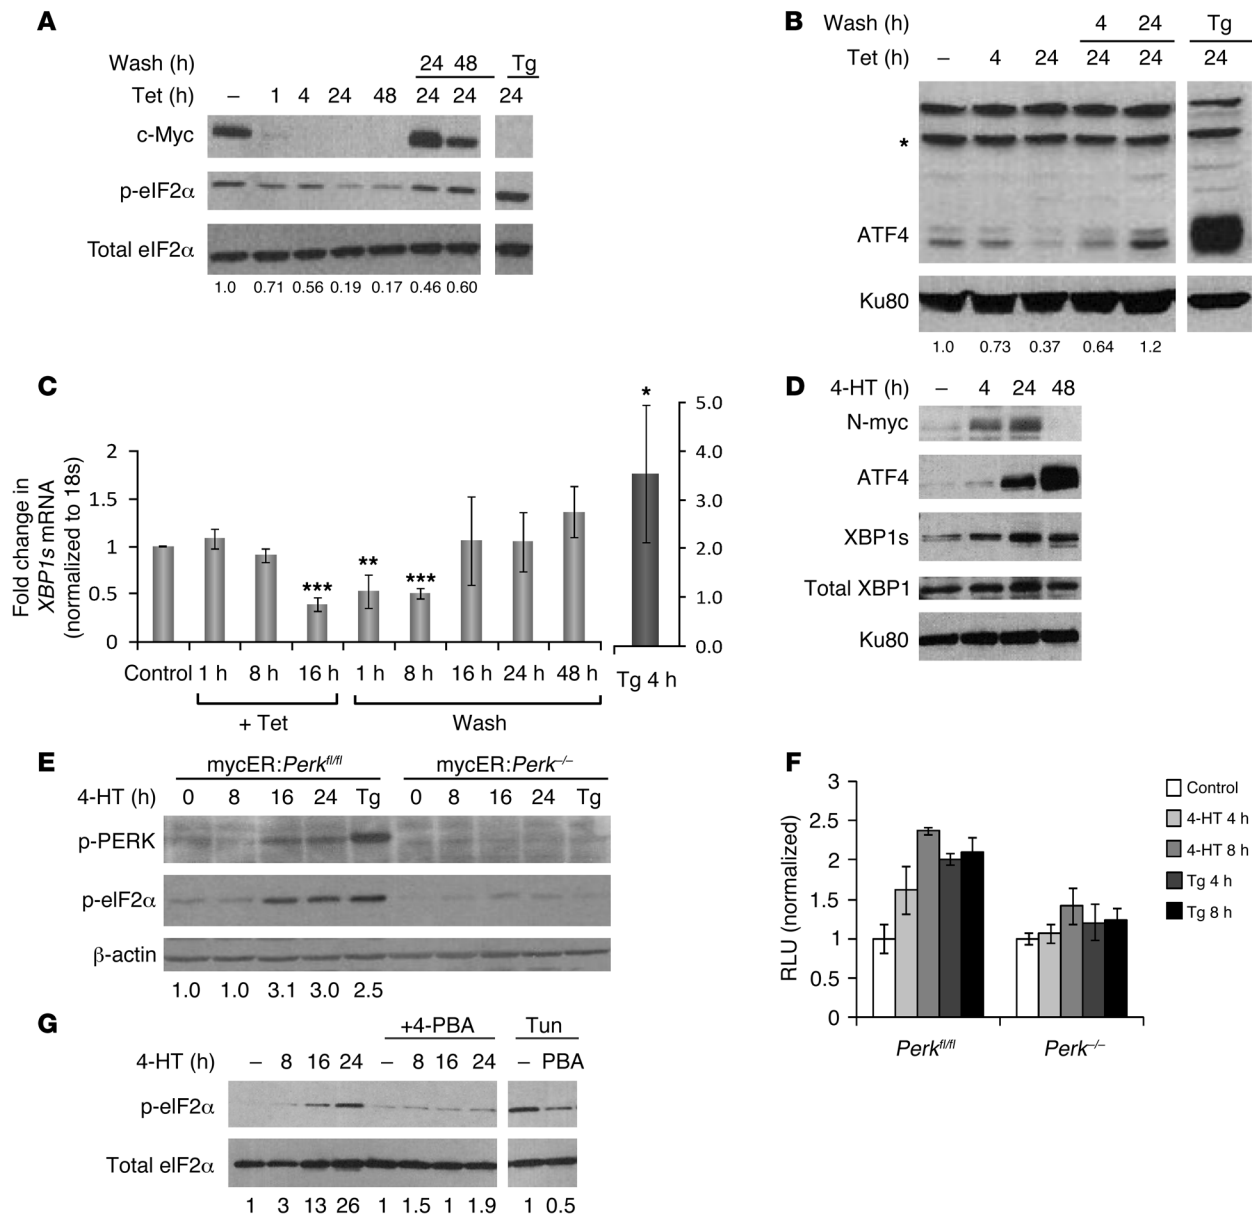 A
Wash (h) 24 48 Tg
Tet (h) – 1 4 24 48 24 24 24
c-Myc
p-eIF2α
Total eIF2α
1.0 0.71 0.56 0.19 0.17 0.46 0.60
B
Wash (h) 4 24 Tg
Tet (h) – 4 24 24 24 24
*
ATF4
Ku80
1.0 0.73 0.37 0.64 1.2
C
Fold change in
XBP1s mRNA
(normalized to 18s)
2
1.5
1
0.5
0
** *** *** *
5.0
4.0
3.0
2.0
1.0
0.0
Control 1 h 8 h 16 h 1 h 8 h 16 h 24 h 48 h Tg 4 h
+ Tet Wash
D
4-HT (h) – 4 24 48
N-myc
ATF4
XBP1s
Total XBP1
Ku80
E
mycER:Perkfl/fl mycER:Perk–/–
4-HT (h) 0 8 16 24 Tg 0 8 16 24 Tg
p-PERK
p-eIF2α
β-actin
1.0 1.0 3.1 3.0 2.5
F
RLU (normalized)
3
2.5
2
1.5
1
0.5
0
Perkfl/fl Perk–/–
Control
4-HT 4 h
4-HT 8 h
Tg 4 h
Tg 8 h
G
+4-PBA Tun
4-HT (h) – 8 16 24 – 8 16 24 – PBA
p-eIF2α
Total eIF2α
1 3 13 26 1 1.5 1 1.9 1 0.5